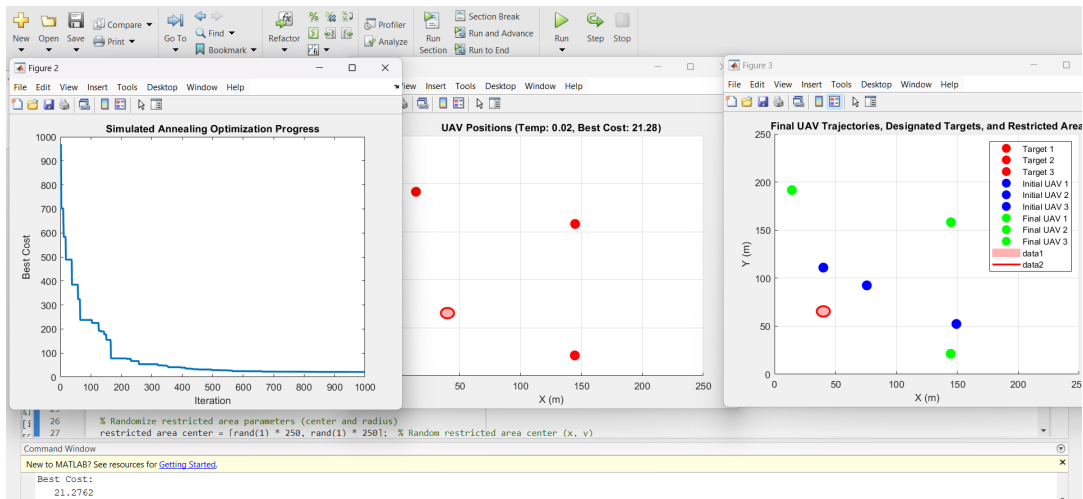 Compare
Section Break
Profiler
Find
New Open Save Print Go To Refactor Run Run and Advance Run Step Stop
Bookmark
Analyze
Section Run to End
Figure 2
File Edit View Insert Tools Desktop Window Help
Simulated Annealing Optimization Progress
Best Cost
1000
900
800
700
600
500
400
300
200
100
0
0 100 200 300 400 500 600 700 800 900 1000
Iteration
View Insert Tools Desktop Window Help
UAV Positions (Temp: 0.02, Best Cost: 21.28)
50 100 150 200 250
X (m)
Figure 3
File Edit View Insert Tools Desktop Window Help
Final UAV Trajectories, Designated Targets, and Restricted Area
Y (m)
250
200
150
100
50
0
0 50 100 150 200 250
X (m)
Target 1
Target 2
Target 3
Initial UAV 1
Initial UAV 2
Initial UAV 3
Final UAV 1
Final UAV 2
Final UAV 3
data1
data2
26 % Randomize restricted area parameters (center and radius)
27 restricted_area_center = [rand(1) * 250, rand(1) * 250]; % Random restricted area center (x, y)
Command Window
New to MATLAB? See resources for Getting Started.
Best Cost:
21.2762